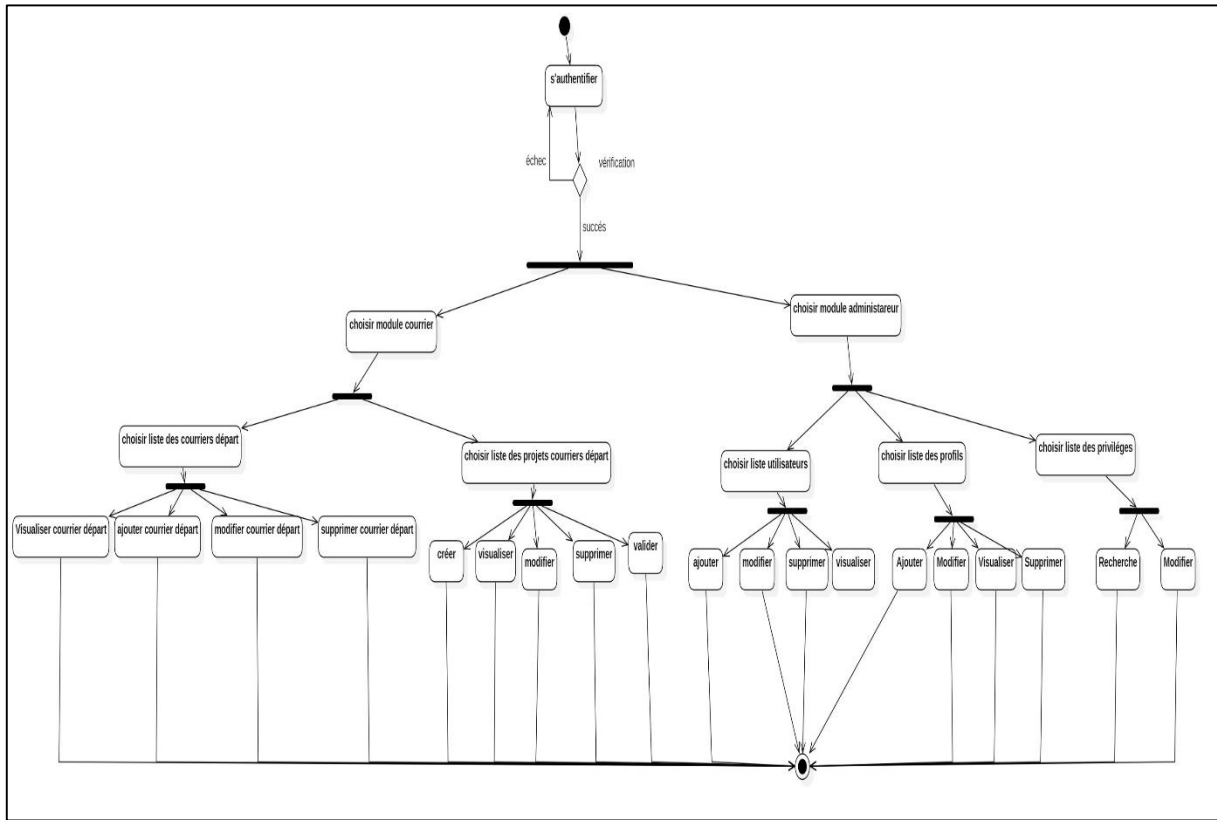 s'authentifier
échec
vérification
succés
choisir module courrier
choisir module administareur
choisir liste des courriers départ
choisir liste des projets courriers départ
choisir liste utilisateurs
choisir liste des profils
choisir liste des priviléges
Visualiser courrier départ
ajouter courrier départ
modifier courrier départ
supprimer courrier départ
créer
visualiser
modifier
supprimer
valider
ajouter
modifier
supprimer
visualiser
Ajouter
Modifier
Visualiser
Supprimer
Recherche
Modifier